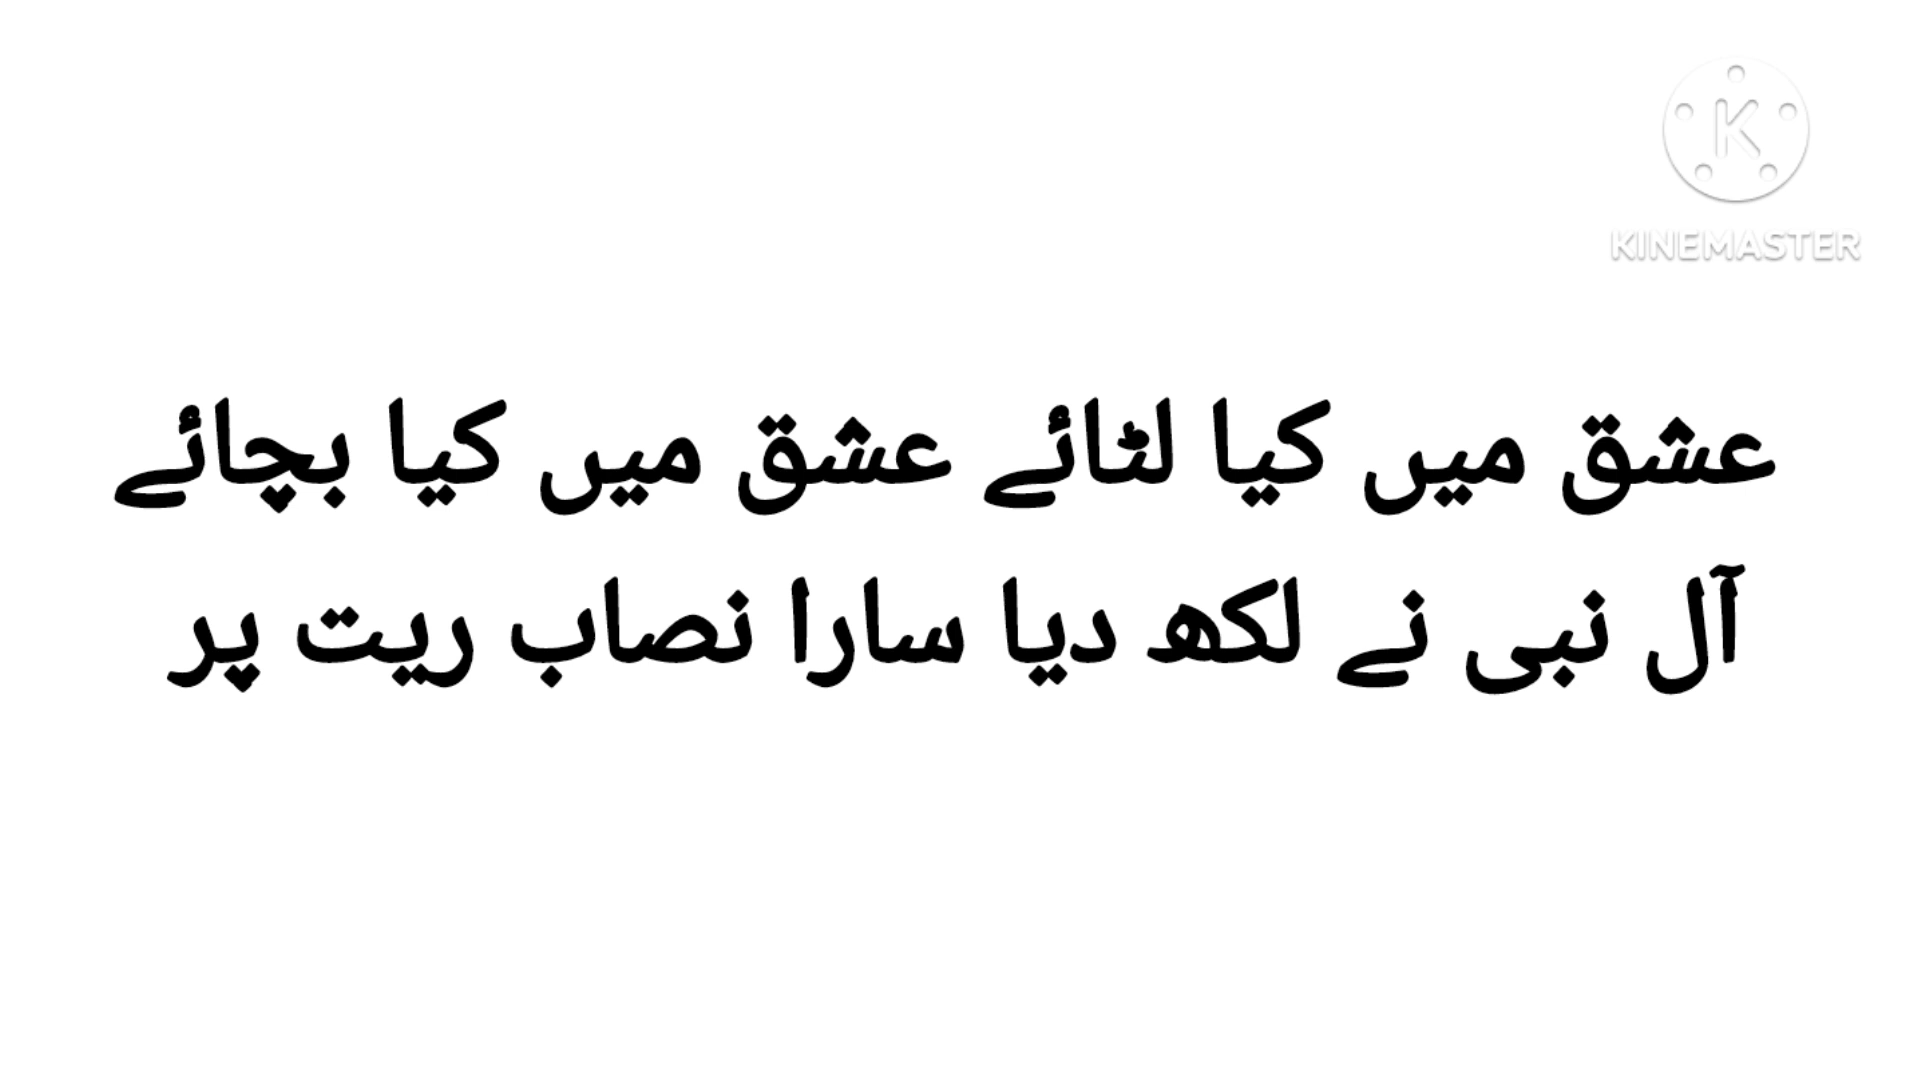 KINEMASTER
عشق میں کیا لٹائے عشق میں کیا بچائے
آل نبی نے لکھ دیا سارا نصاب ریت پر